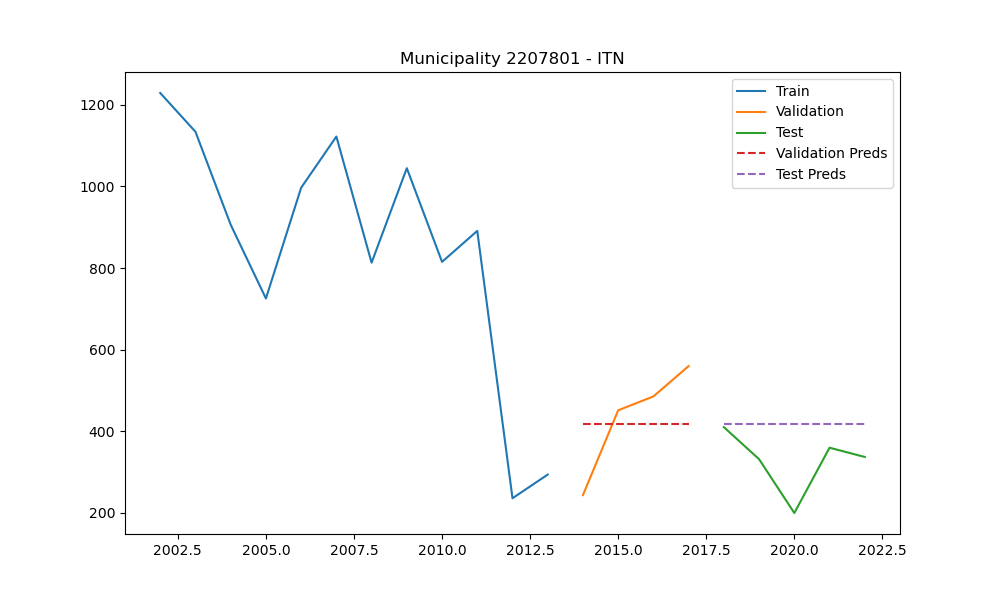 Municipality 2207801 - ITN
Train
Validation
Test
Validation Preds
Test Preds
1200
1000
800
600
400
200
2002.5 2005.0 2007.5 2010.0 2012.5 2015.0 2017.5 2020.0 2022.5